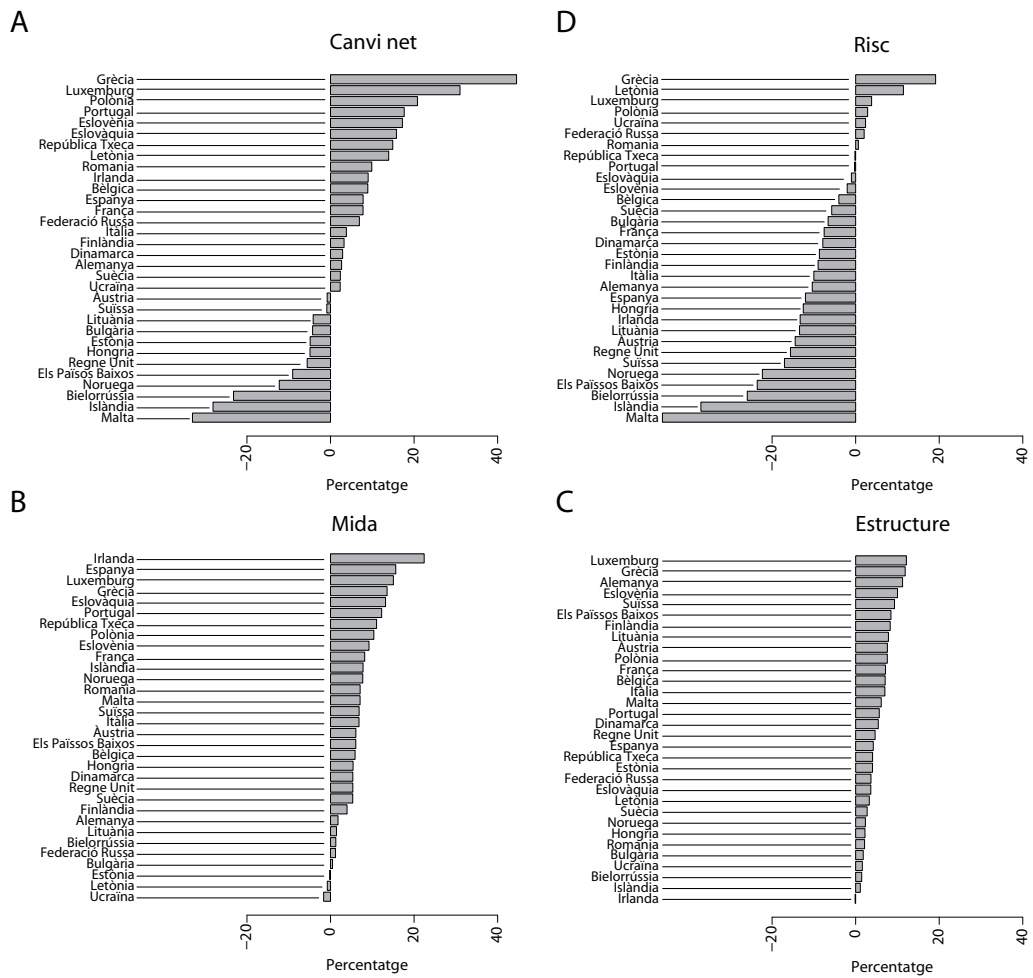 A
Canvi net
Grècia
Luxemburg
Polònia
Portugal
Eslovènia
Eslovàquia
República Txeca
Letònia
Romania
Irlanda
Bèlgica
Espanya
França
Federació Russa
Itàlia
Finlàndia
Dinamarca
Alemanya
Suècia
Ucraïna
Àustria
Suïssa
Lituània
Bulgària
Estònia
Hongria
Regne Unit
Els Països Baixos
Noruega
Bielorrússia
Islàndia
Malta
−20
0
20
40
Percentatge
D
Risc
Grècia
Letònia
Luxemburg
Polònia
Ucraïna
Federació Russa
Romania
República Txeca
Portugal
Eslovàquia
Eslovènia
Bèlgica
Suècia
Bulgària
França
Dinamarca
Estònia
Finlàndia
Itàlia
Alemanya
Espanya
Hongria
Irlanda
Lituània
Àustria
Regne Unit
Suïssa
Noruega
Els Païssos Baixos
Bielorrússia
Islàndia
Malta
−20
0
20
40
Percentatge
B
Mida
Irlanda
Espanya
Luxemburg
Grècia
Eslovàquia
Portugal
República Txeca
Polònia
Eslovènia
França
Islàndia
Noruega
Romania
Malta
Suïssa
Itàlia
Àustria
Els Païssos Baixos
Bèlgica
Hongria
Dinamarca
Regne Unit
Suècia
Finlàndia
Alemanya
Lituània
Bielorrússia
Federació Russa
Bulgària
Estònia
Letònia
Ucraïna
−20
0
20
40
Percentatge
C
Estructure
Luxemburg
Grècia
Alemanya
Eslovènia
Suïssa
Els Païssos Baixos
Finlàndia
Lituània
Àustria
Polònia
França
Bèlgica
Itàlia
Malta
Portugal
Dinamarca
Regne Unit
Espanya
República Txeca
Estònia
Federació Russa
Eslovàquia
Letònia
Suècia
Noruega
Hongria
Romania
Bulgària
Ucraïna
Bielorrússia
Islàndia
Irlanda
−20
0
20
40
Percentatge